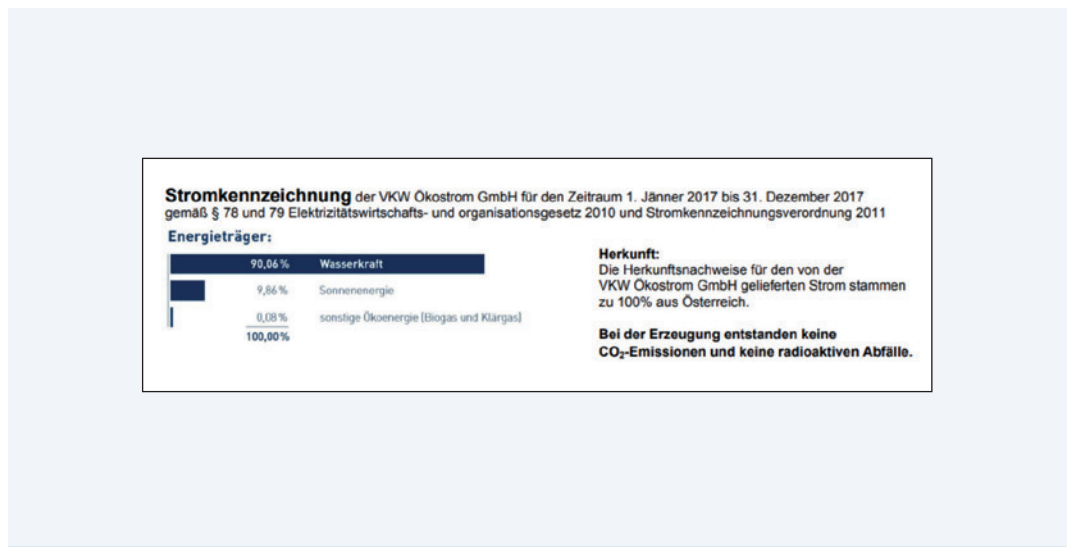 Stromkennzeichnung der VKW Ökostrom GmbH für den Zeitraum 1. Jänner 2017 bis 31. Dezember 2017
gemäß § 78 und 79 Elektrizitätswirtschafts- und organisationsgesetz 2010 und Stromkennzeichnungsverordnung 2011
Energieträger:
90,06 % Wasserkraft
9,86 % Sonnenenergie
0,08 % sonstige Ökoenergie (Biogas und Klärgas)
100,00 %
Herkunft:
Die Herkunftsnachweise für den von der
VKW Ökostrom GmbH gelieferten Strom stammen
zu 100% aus Österreich.
Bei der Erzeugung entstanden keine
CO₂-Emissionen und keine radioaktiven Abfälle.